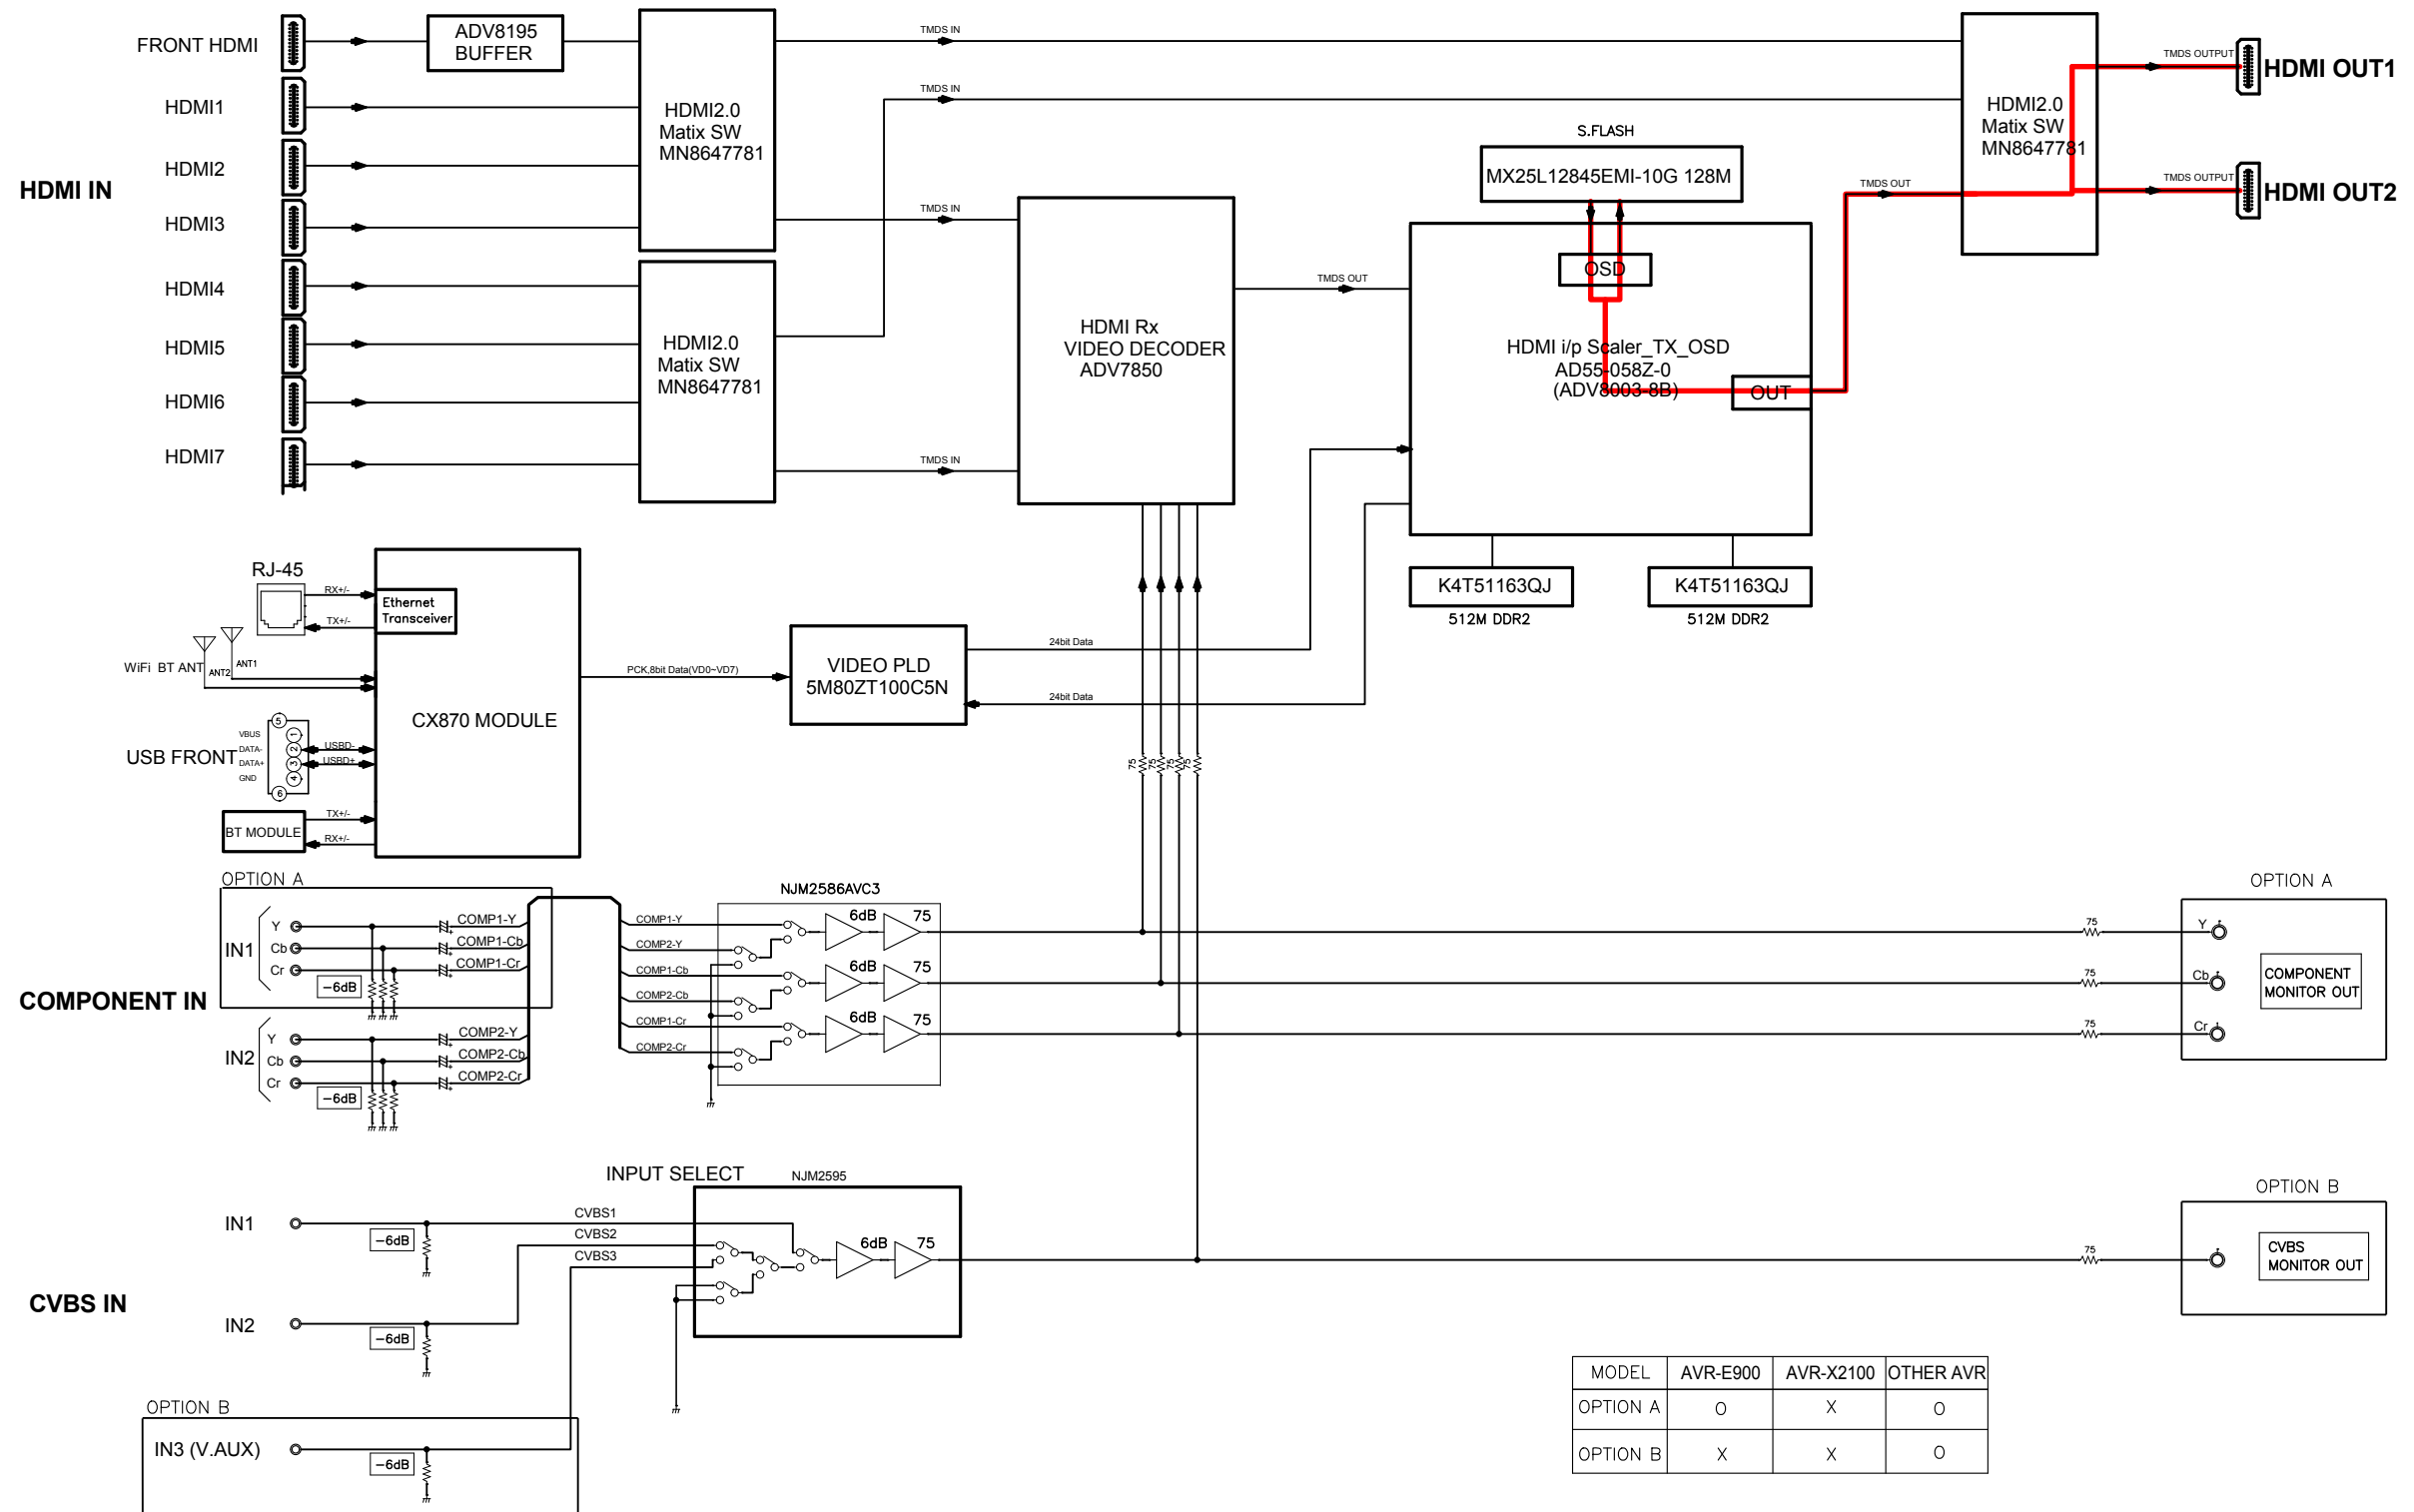 FRONT HDMI
HDMI1
HDMI2
HDMI3
HDMI4
HDMI5
HDMI6
HDMI7
HDMI IN
ADV8195
BUFFER
HDMI2.0
Matix SW
MN8647781
HDMI2.0
Matix SW
MN8647781
TMDS IN
TMDS IN
TMDS IN
TMDS IN
HDMI Rx
VIDEO DECODER
ADV7850
TMDS OUT
S.FLASH
MX25L12845EMI-10G 128M
OSD
HDMI i/p Scaler_TX_OSD
AD55-058Z-0
(ADV8003-8B)
OUT
K4T51163QJ
512M DDR2
K4T51163QJ
512M DDR2
TMDS OUT
HDMI2.0
Matix SW
MN8647781
TMDS OUTPUT
HDMI OUT1
TMDS OUTPUT
HDMI OUT2
RJ-45
RX+/-
TX+/-
Ethernet
Transceiver
WiFi BT ANT
ANT1
ANT2
USB FRONT
VBUS
DATA-
DATA+
GND
5
1
2
3
4
6
USBD-
USBD+
BT MODULE
TX+/-
RX+/-
CX870 MODULE
PCK,8bit Data(VD0~VD7)
VIDEO PLD
5M80ZT100C5N
24bit Data
24bit Data
75
75
75
75
COMPONENT IN
OPTION A
IN1
Y
Cb
Cr
-6dB
COMP1-Y
COMP1-Cb
COMP1-Cr
IN2
Y
Cb
Cr
-6dB
COMP2-Y
COMP2-Cb
COMP2-Cr
NJM2586AVC3
COMP1-Y
COMP2-Y
COMP1-Cb
COMP2-Cb
COMP1-Cr
COMP2-Cr
6dB
75
6dB
75
6dB
75
75
75
75
OPTION A
Y
Cb
Cr
COMPONENT
MONITOR OUT
CVBS IN
IN1
-6dB
IN2
-6dB
OPTION B
IN3 (V.AUX)
-6dB
CVBS1
CVBS2
CVBS3
INPUT SELECT
NJM2595
6dB
75
75
OPTION B
CVBS
MONITOR OUT
MODEL AVR-E900 AVR-X2100 OTHER AVR
OPTION A O X O
OPTION B X X O